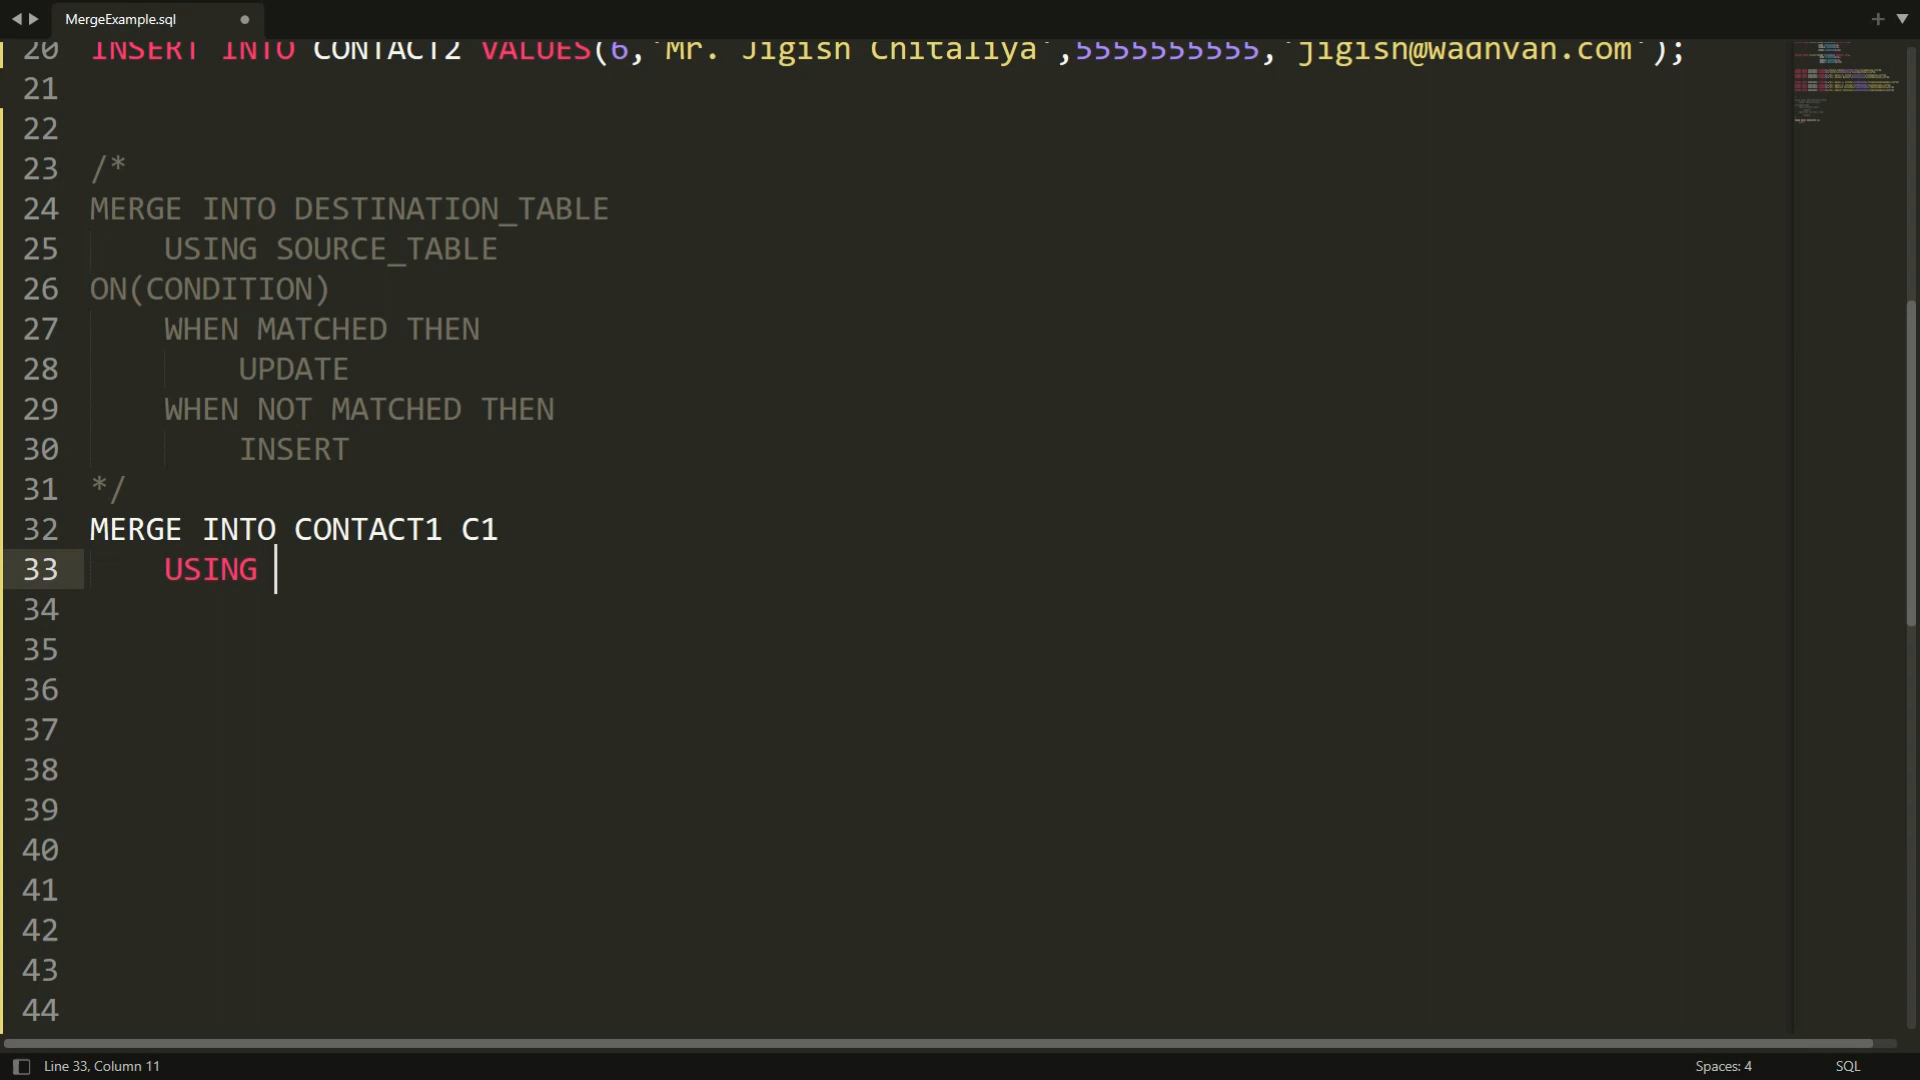 MergeExample.sql
20 INSERT INTO CONTACT2 VALUES(6,'Mr. Jigish Chitaliya',5555555555,'jigish@wadhvan.com');
21
22
23 /*
24 MERGE INTO DESTINATION_TABLE
25 USING SOURCE_TABLE
26 ON(CONDITION)
27 WHEN MATCHED THEN
28 UPDATE
29 WHEN NOT MATCHED THEN
30 INSERT
31 */
32 MERGE INTO CONTACT1 C1
33 USING
34
35
36
37
38
39
40
41
42
43
44
Line 33, Column 11 Spaces: 4 SQL